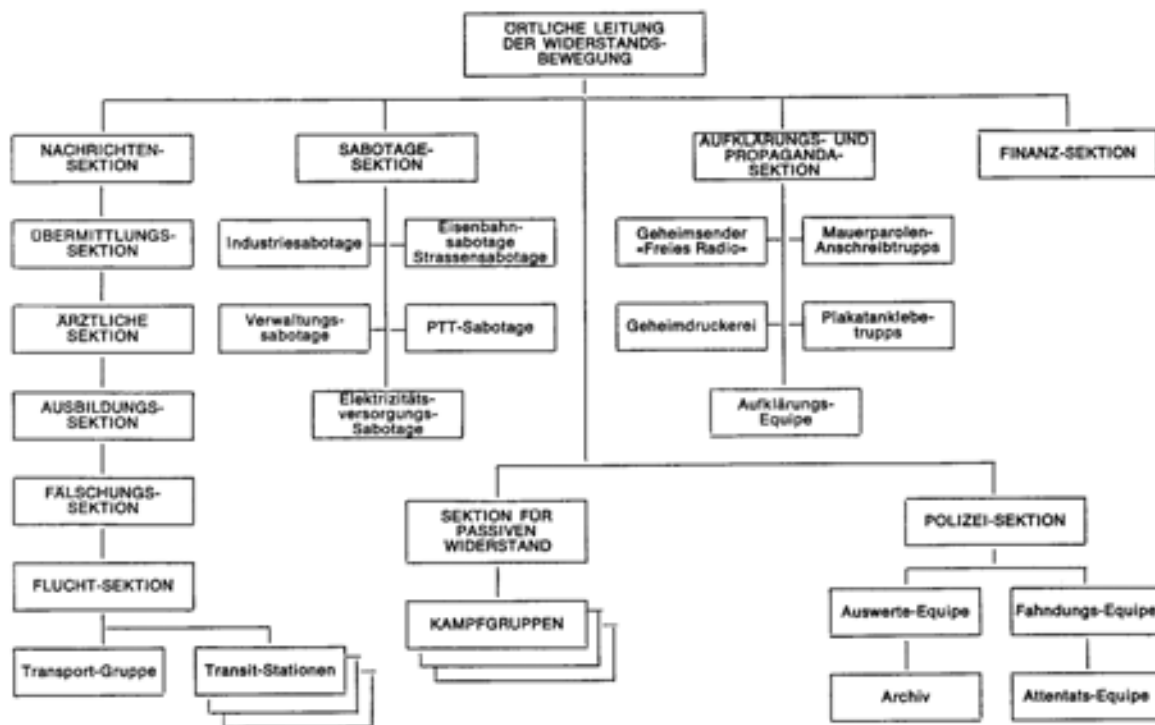 ÖRTLICHE LEITUNG
DER WIDERSTANDS-
BEWEGUNG
NACHRICHTEN-
SEKTION
SABOTAGE-
SEKTION
AUFKLÄRUNGS- UND
PROPAGANDA-
SEKTION
FINANZ-SEKTION
ÜBERMITTLUNGS-
SEKTION
Industriesabotage
Eisenbahn-
sabotage
Strassensabotage
Geheimsender
«Freies Radio»
Mauerparolen-
Anschreibtrupps
ÄRZTLICHE
SEKTION
Verwaltungs-
sabotage
PTT-Sabotage
Geheimdruckerei
Plakatanklebe-
trupps
AUSBILDUNGS-
SEKTION
Elektrizitäts-
versorgungs-
Sabotage
Aufklärungs-
Equipe
FÄLSCHUNGS-
SEKTION
SEKTION FÜR
PASSIVEN
WIDERSTAND
POLIZEI-SEKTION
FLUCHT-SEKTION
KAMPFGRUPPEN
Auswerte-Equipe
Fahndungs-Equipe
Transport-Gruppe
Transit-Stationen
Archiv
Attentats-Equipe